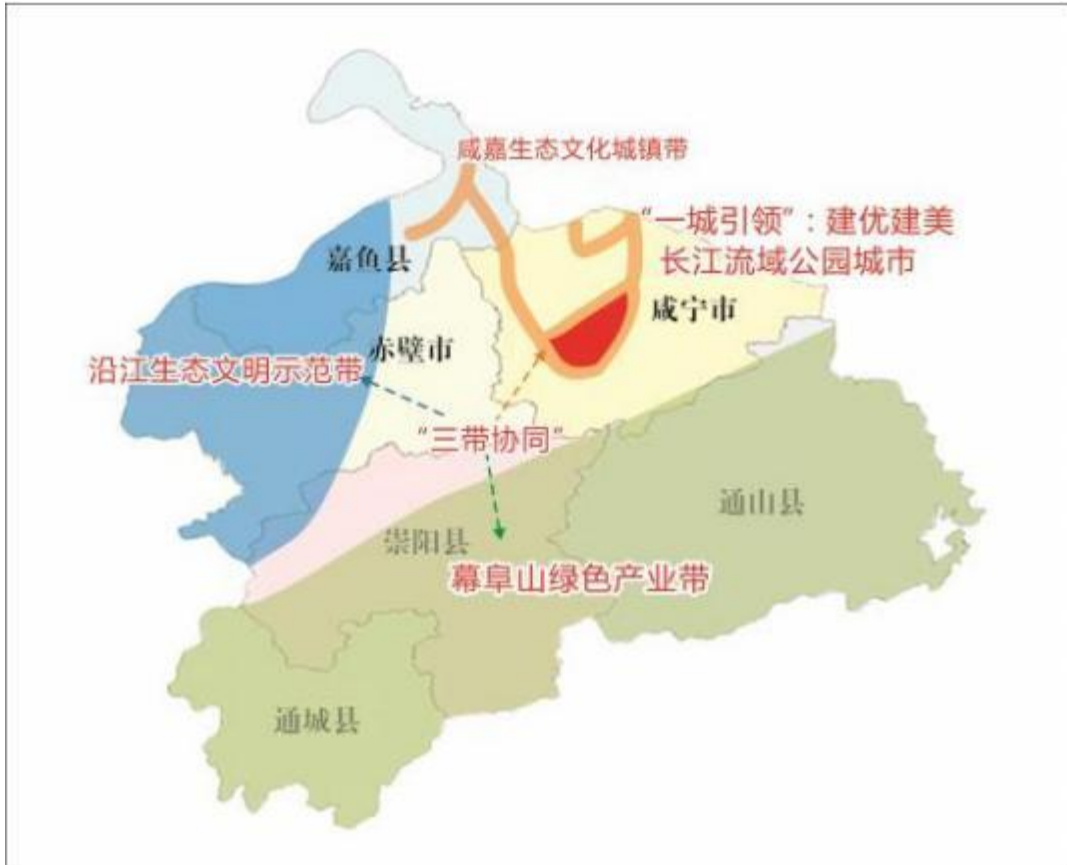 咸嘉生态文化城镇带
“一城引领”：建优建美
长江流域公园城市
嘉鱼县
咸宁市
赤壁市
沿江生态文明示范带
“三带协同”
通山县
崇阳县
幕阜山绿色产业带
通城县